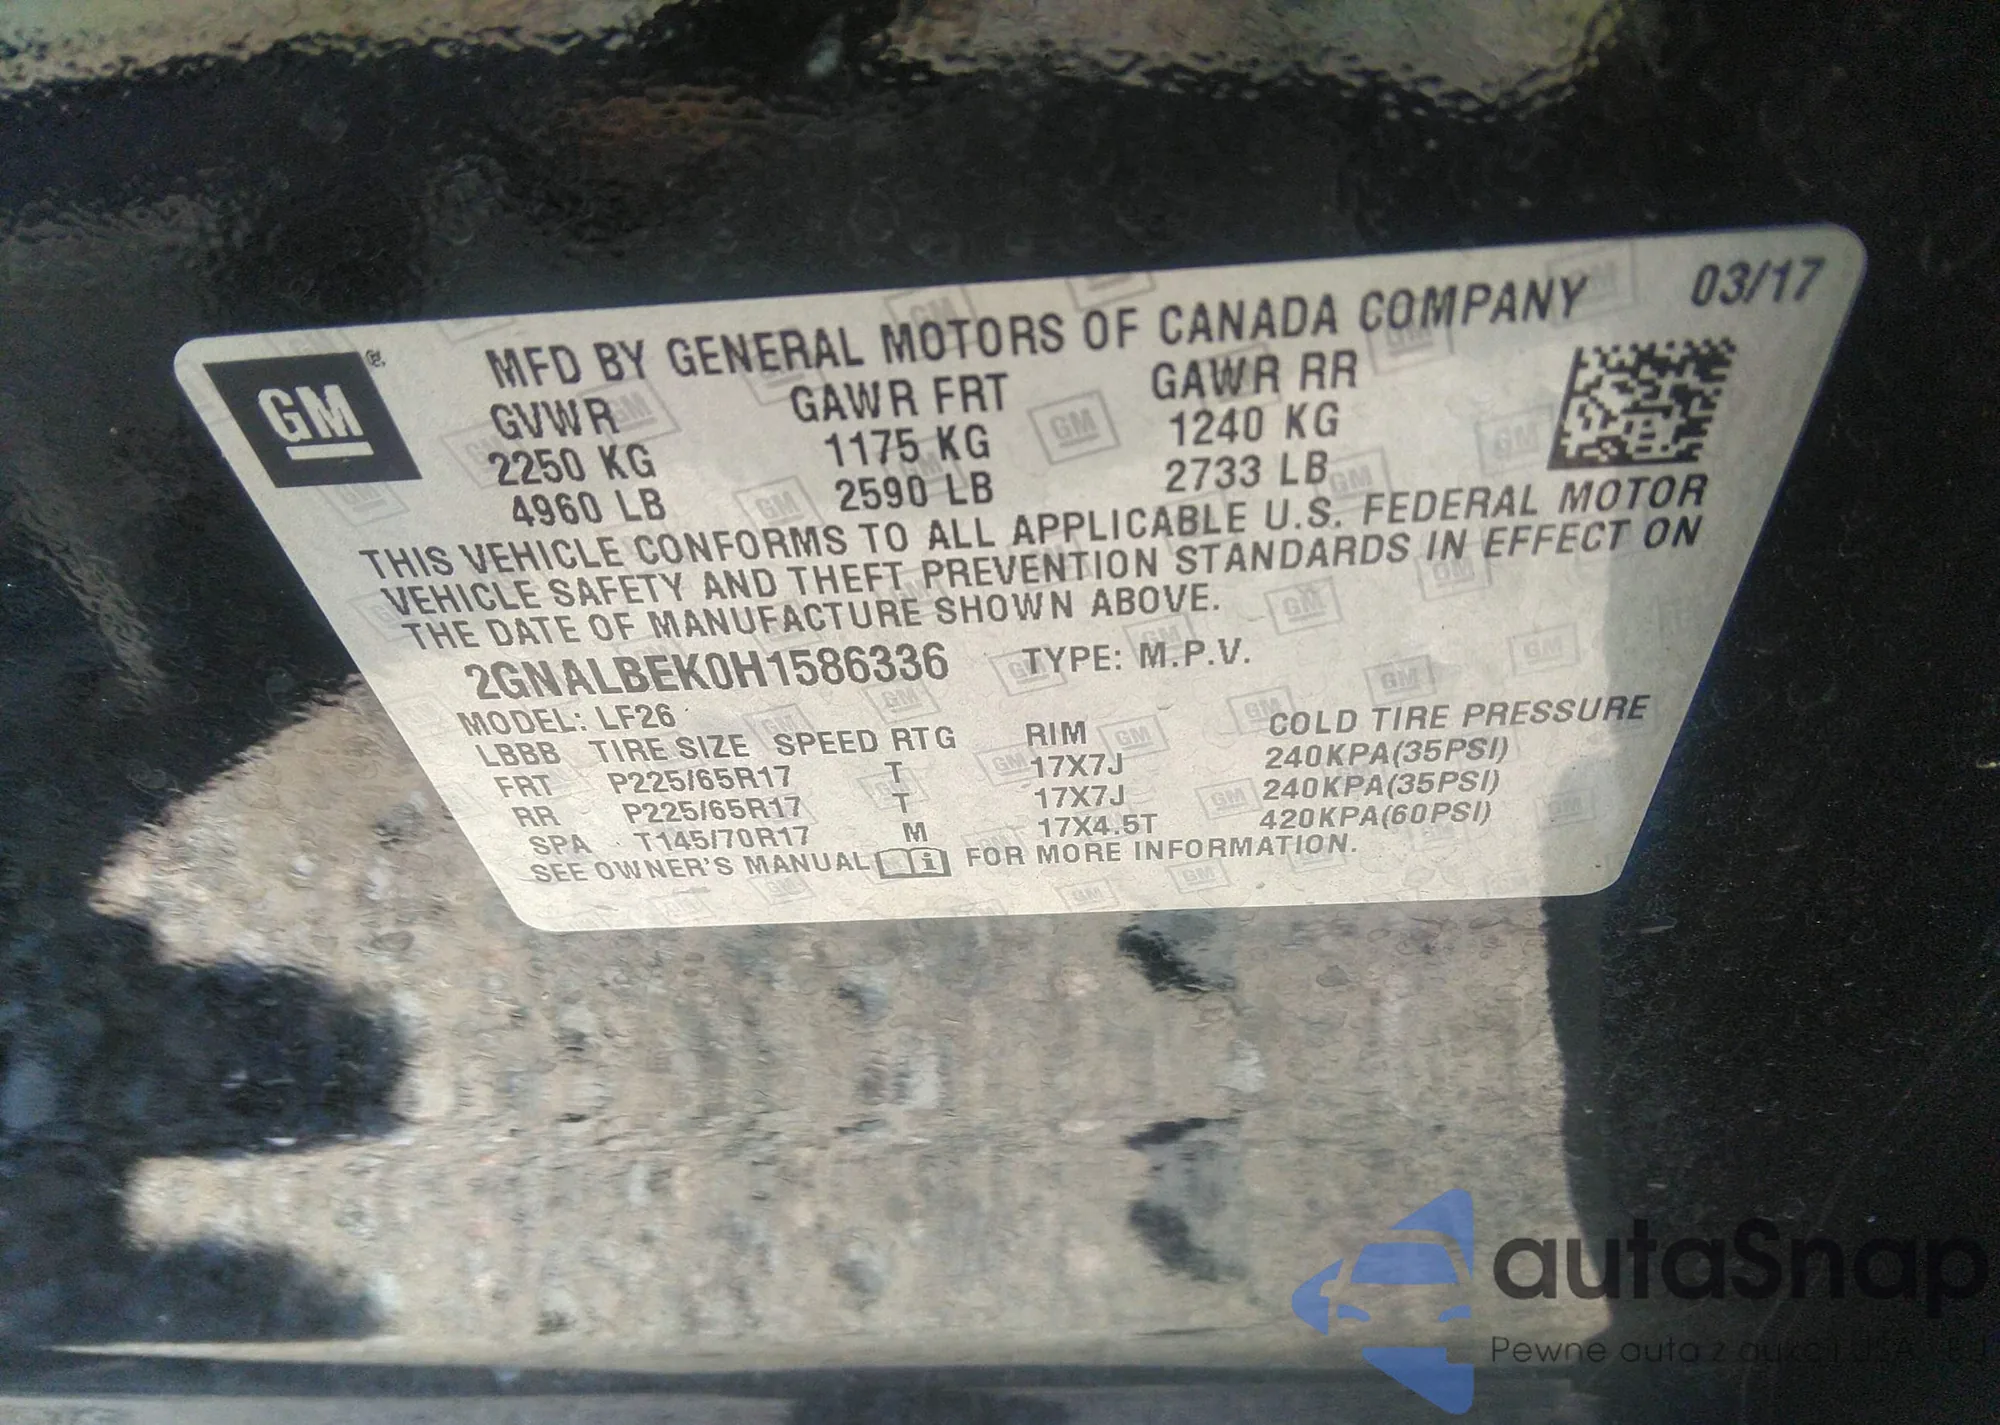 03/17
GM®
MFD BY GENERAL MOTORS OF CANADA COMPANY
GVWR GAWR FRT GAWR RR
2250 KG 1175 KG 1240 KG
4960 LB 2590 LB 2733 LB
THIS VEHICLE CONFORMS TO ALL APPLICABLE U.S. FEDERAL MOTOR
VEHICLE SAFETY AND THEFT PREVENTION STANDARDS IN EFFECT ON
THE DATE OF MANUFACTURE SHOWN ABOVE.
2GNALBEK0H1586336 TYPE: M.P.V.
MODEL: LF26
LBBB TIRE SIZE SPEED RTG RIM COLD TIRE PRESSURE
FRT P225/65R17 T 17X7J 240KPA(35PSI)
RR P225/65R17 T 17X7J 240KPA(35PSI)
SPA T145/70R17 M 17X4.5T 420KPA(60PSI)
SEE OWNER'S MANUAL FOR MORE INFORMATION.
autaSnap
Pewne auta z aukcji USA